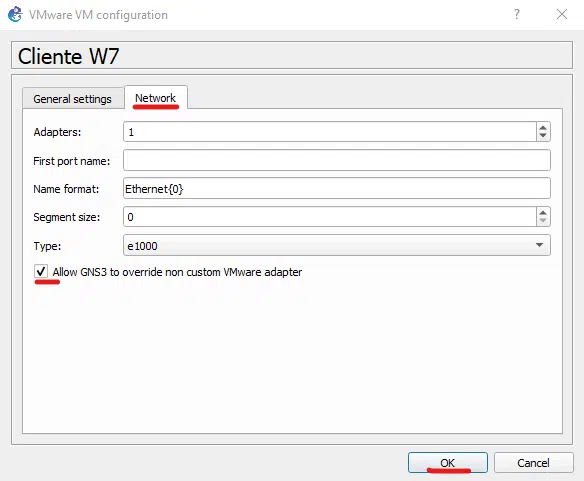 VMware VM configuration
?
Cliente W7
General settings
Network
Adapters: 1
First port name:
Name format: Ethernet{0}
Segment size: 0
Type: e1000
Allow GNS3 to override non custom VMware adapter
OK
Cancel